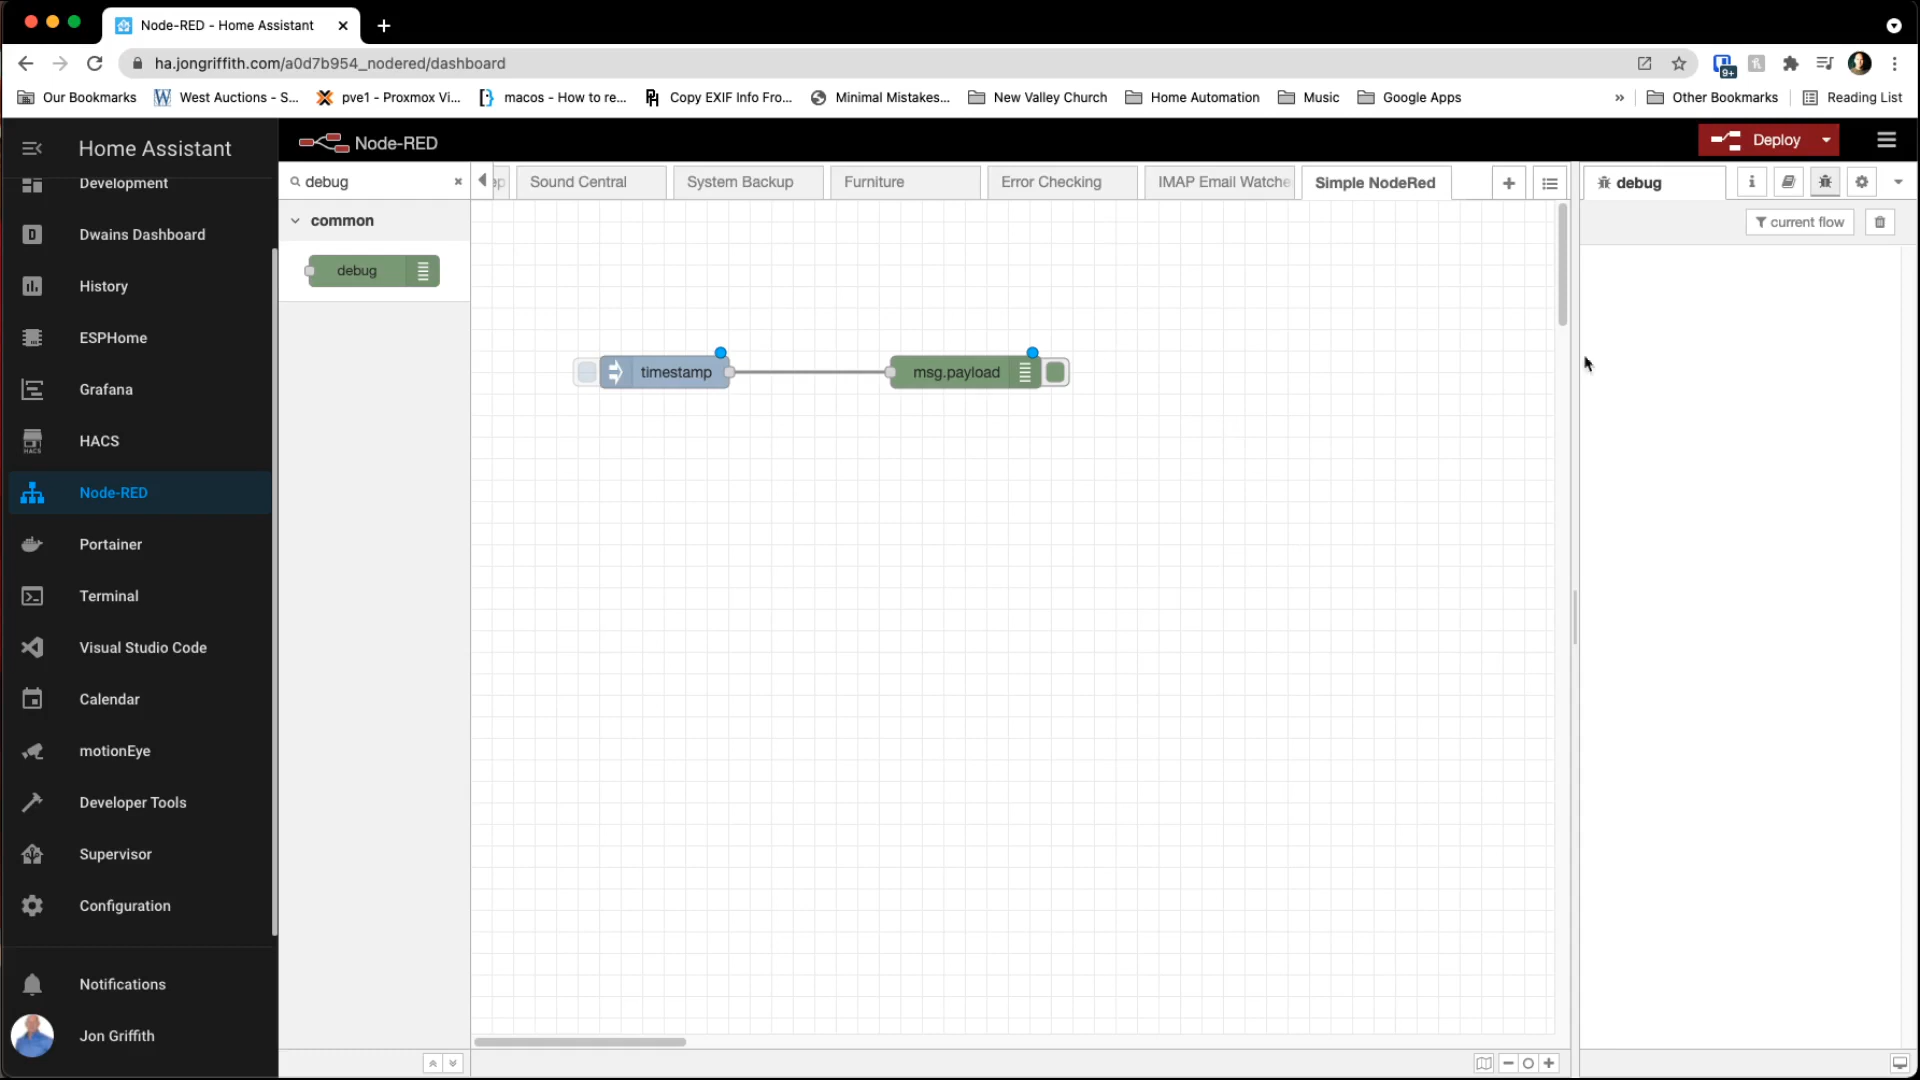 Node-RED - Home Assistant
ha.jongriffith.com/a0d7b954_nodered/dashboard
9+
Our Bookmarks
West Auctions - S...
pve1 - Proxmox Vi...
macos - How to re...
Copy EXIF Info Fro...
Minimal Mistakes...
New Valley Church
Home Automation
Music
Google Apps
»
Other Bookmarks
Reading List
Home Assistant
Node-RED
Deploy
Development
Dwains Dashboard
History
ESPHome
Grafana
HACS
HACS
Node-RED
Portainer
Terminal
Visual Studio Code
Calendar
motionEye
Developer Tools
Supervisor
Configuration
Notifications
Jon Griffith
debug
common
debug
ep
Sound Central
System Backup
Furniture
Error Checking
IMAP Email Watche
Simple NodeRed
timestamp
msg.payload
debug
i
current flow